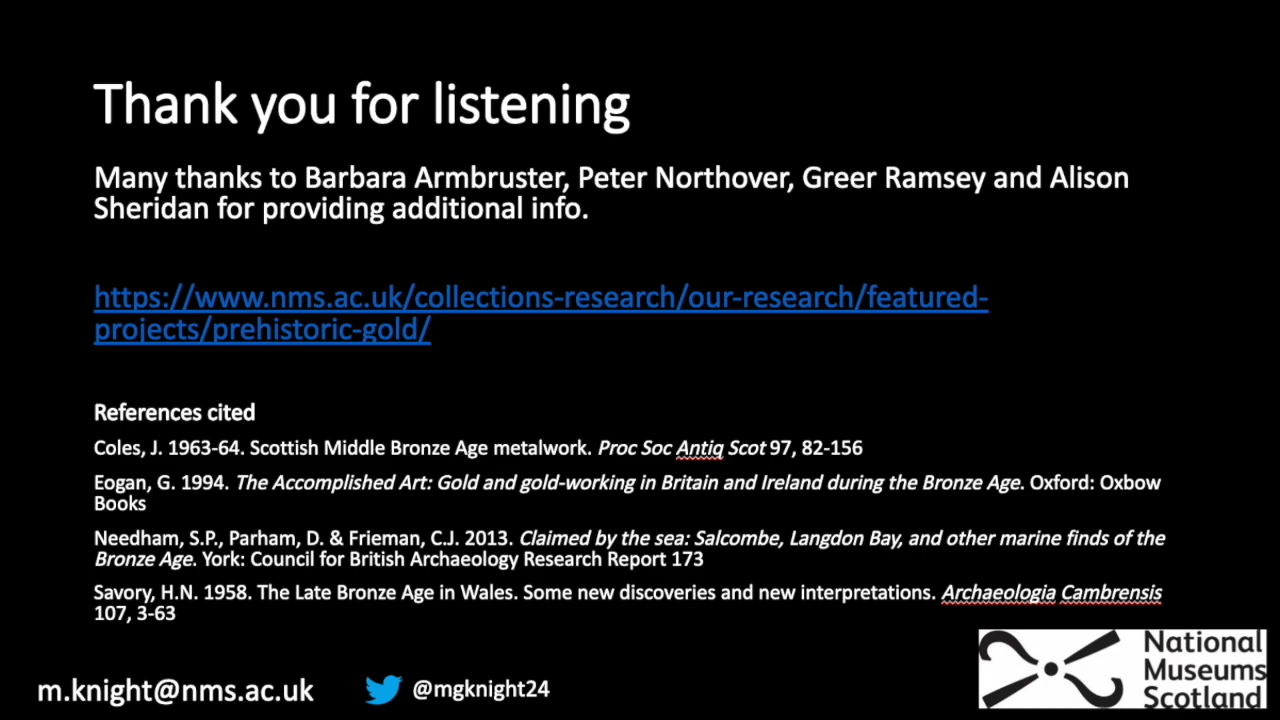 Thank you for listening
Many thanks to Barbara Armbruster, Peter Northover, Greer Ramsey and Alison
Sheridan for providing additional info.
https://www.nms.ac.uk/collections-research/our-research/featured-
projects/prehistoric-gold/
References cited
Coles, J. 1963-64. Scottish Middle Bronze Age metalwork. Proc Soc Antiq Scot 97, 82-156
Eogan, G. 1994. The Accomplished Art: Gold and gold-working in Britain and Ireland during the Bronze Age. Oxford: Oxbow
Books
Needham, S.P., Parham, D. & Frieman, C.J. 2013. Claimed by the sea: Salcombe, Langdon Bay, and other marine finds of the
Bronze Age. York: Council for British Archaeology Research Report 173
Savory, H.N. 1958. The Late Bronze Age in Wales. Some new discoveries and new interpretations. Archaeologia Cambrensis
107, 3-63
m.knight@nms.ac.uk
@mgknight24
National
Museums
Scotland